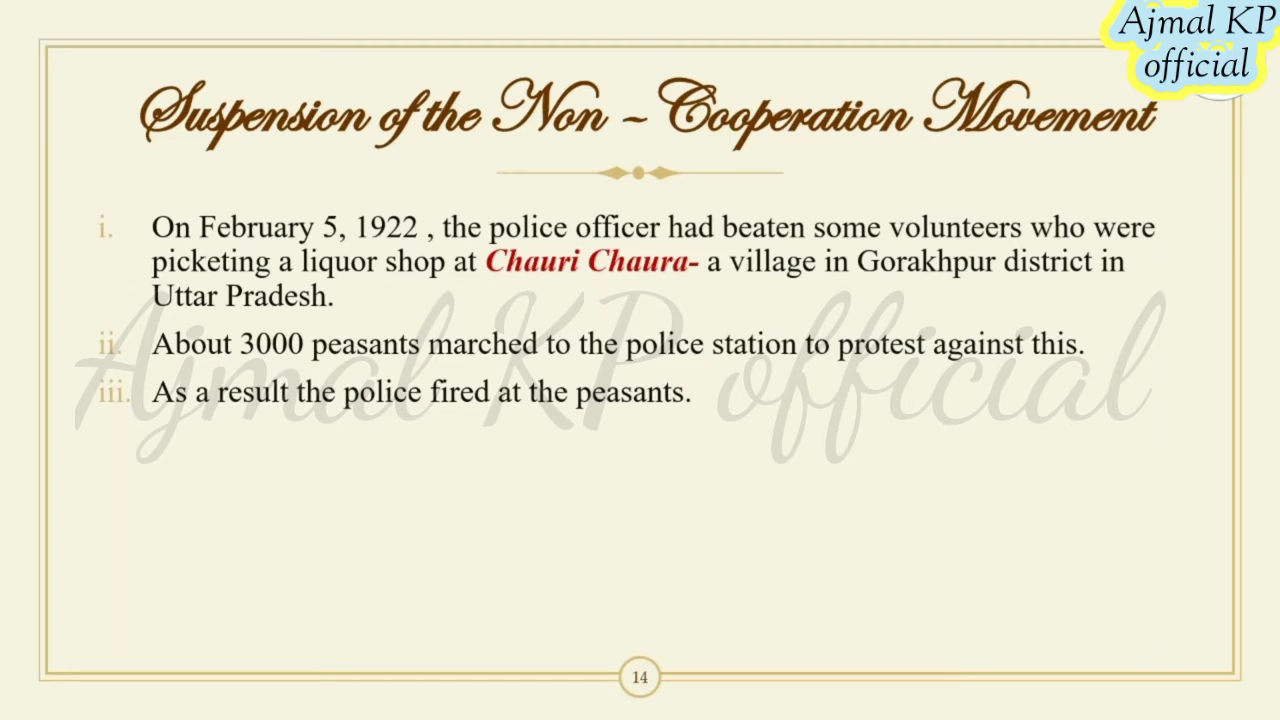 Ajmal KP
official
Suspension of the Non - Cooperation Movement
i. On February 5, 1922 , the police officer had beaten some volunteers who were
picketing a liquor shop at Chauri Chaura- a village in Gorakhpur district in
Uttar Pradesh.
ii. About 3000 peasants marched to the police station to protest against this.
iii. As a result the police fired at the peasants.
Ajmal KP official
14